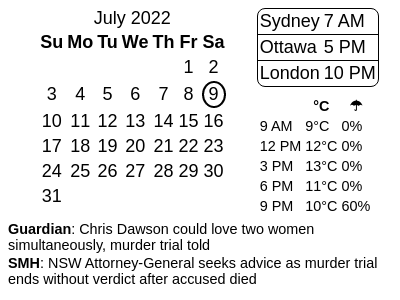 July 2022
Su Mo Tu We Th Fr Sa
1 2
3 4 5 6 7 8 9
10 11 12 13 14 15 16
17 18 19 20 21 22 23
24 25 26 27 28 29 30
31
Sydney 7 AM
Ottawa 5 PM
London 10 PM
°C ☂
9 AM 9°C 0%
12 PM 12°C 0%
3 PM 13°C 0%
6 PM 11°C 0%
9 PM 10°C 60%
Guardian: Chris Dawson could love two women
simultaneously, murder trial told
SMH: NSW Attorney-General seeks advice as murder trial
ends without verdict after accused died